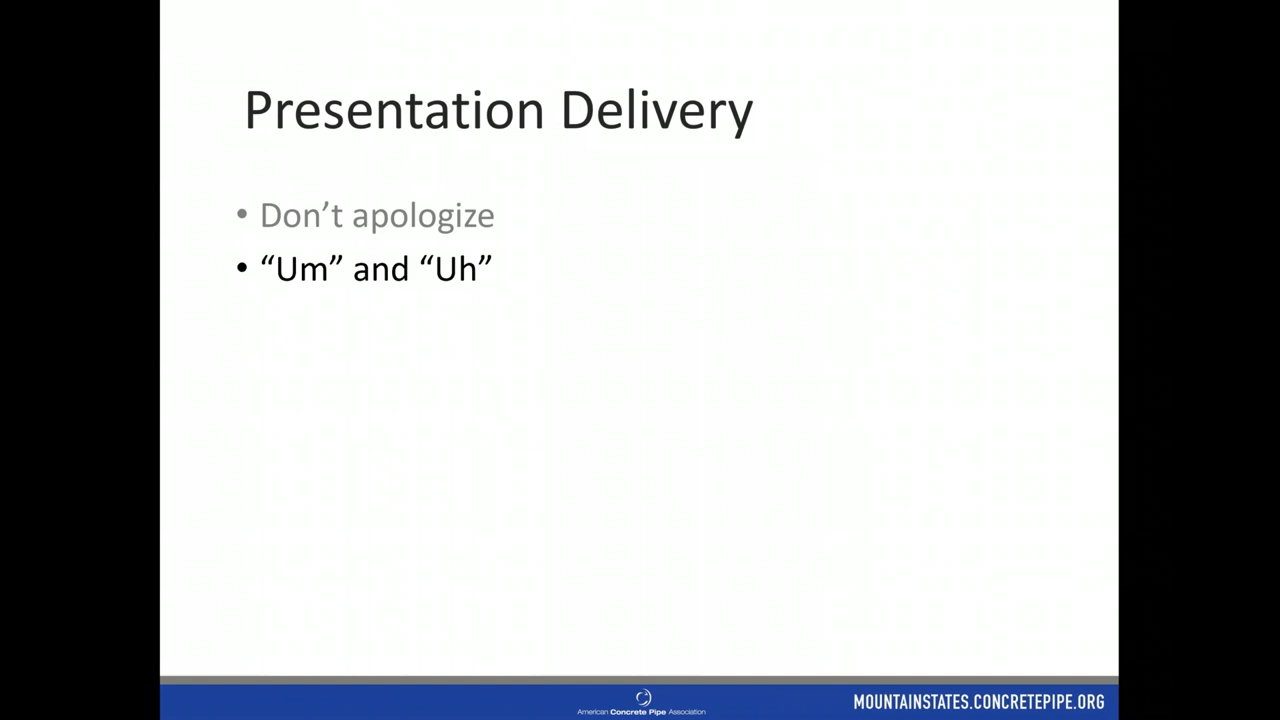 Presentation Delivery
• Don’t apologize
• “Um” and “Uh”
American Concrete Pipe Association
MOUNTAINSTATES.CONCRETEPIPE.ORG